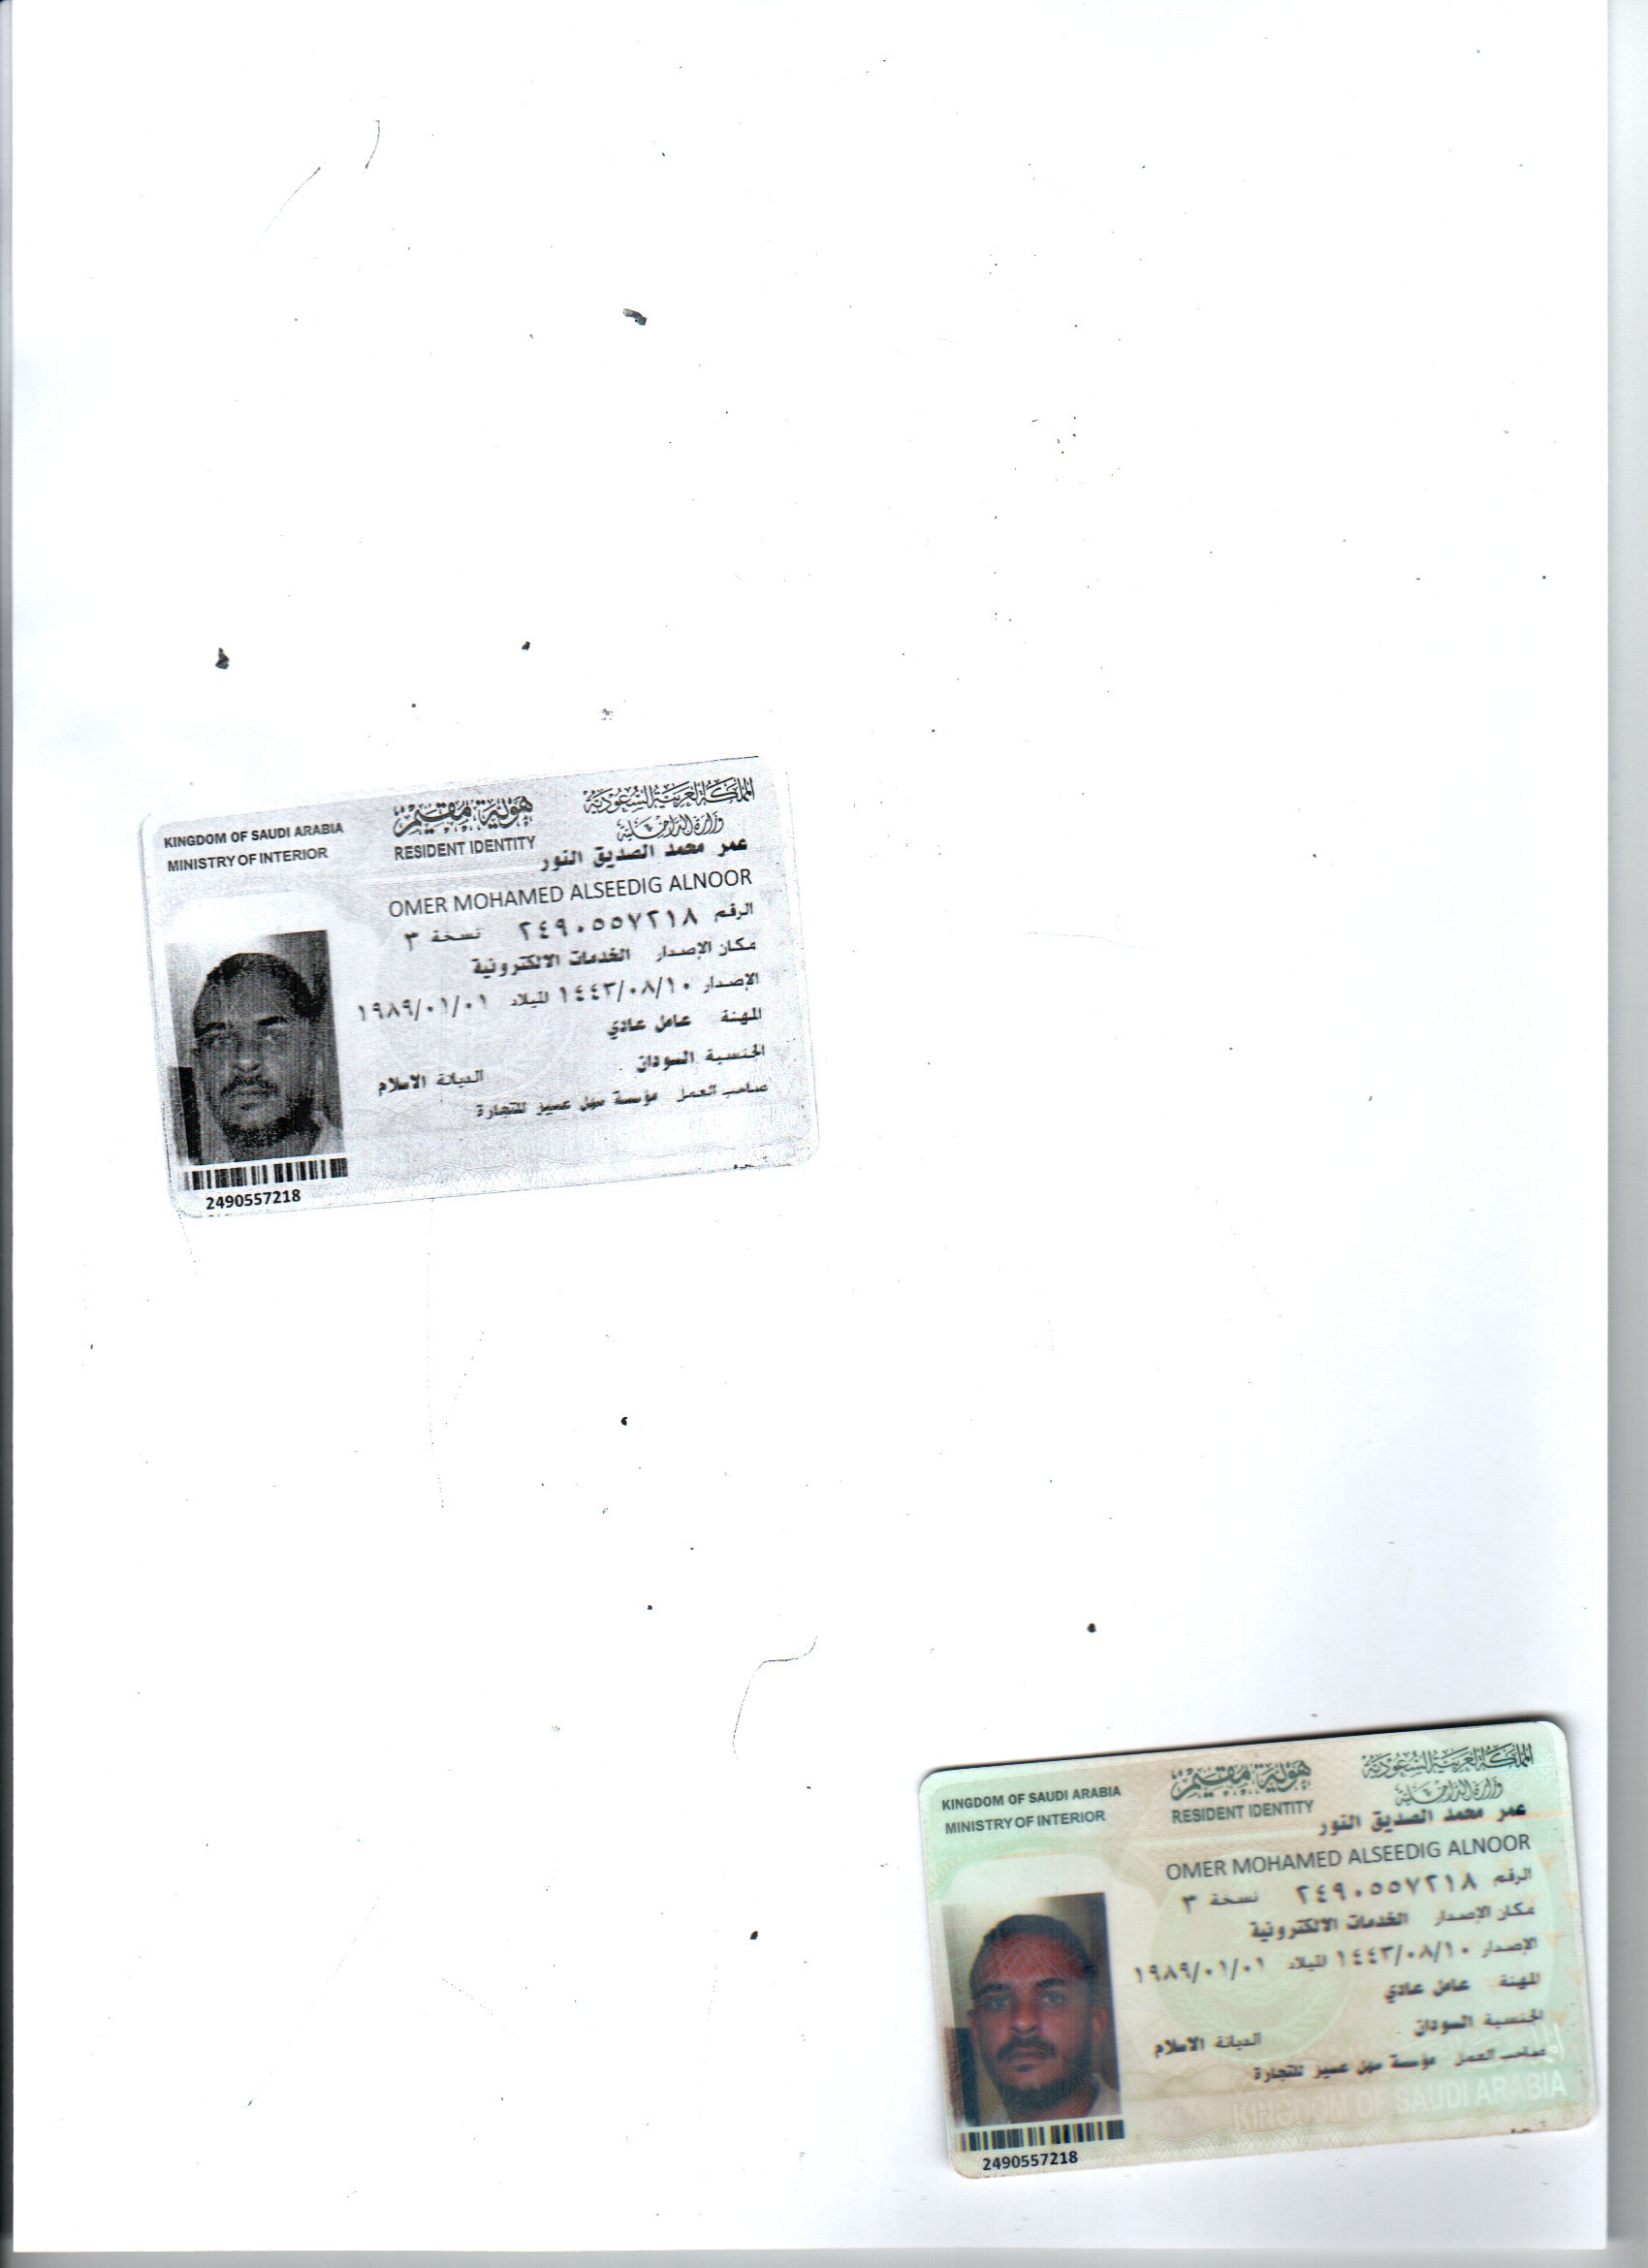 KINGDOM OF SAUDI ARABIA
MINISTRY OF INTERIOR
هوية مقيم
RESIDENT IDENTITY
المملكة العربية السعودية
وزارة الداخلية
عمر محمد الصديق النور
OMER MOHAMED ALSEEDIG ALNOOR
الرقم ٢٤٩٠٥٥٧٢١٨ نسخة ٣
مكان الإصدار الخدمات الالكترونية
الإصدار ١٤٤٣/٠٨/١٠ الميلاد ١٩٨٩/٠١/٠١
المهنة عامل عادي
الجنسية السودان
الديانة الاسلام
صاحب العمل مؤسسة سهل عسير للتجارة
2490557218
KINGDOM OF SAUDI ARABIA
MINISTRY OF INTERIOR
هوية مقيم
RESIDENT IDENTITY
المملكة العربية السعودية
وزارة الداخلية
عمر محمد الصديق النور
OMER MOHAMED ALSEEDIG ALNOOR
الرقم ٢٤٩٠٥٥٧٢١٨ نسخة ٣
مكان الإصدار الخدمات الالكترونية
الإصدار ١٤٤٣/٠٨/١٠ الميلاد ١٩٨٩/٠١/٠١
المهنة عامل عادي
الجنسية السودان
الديانة الاسلام
صاحب العمل مؤسسة سهل عسير للتجارة
KINGDOM OF SAUDI ARABIA
2490557218